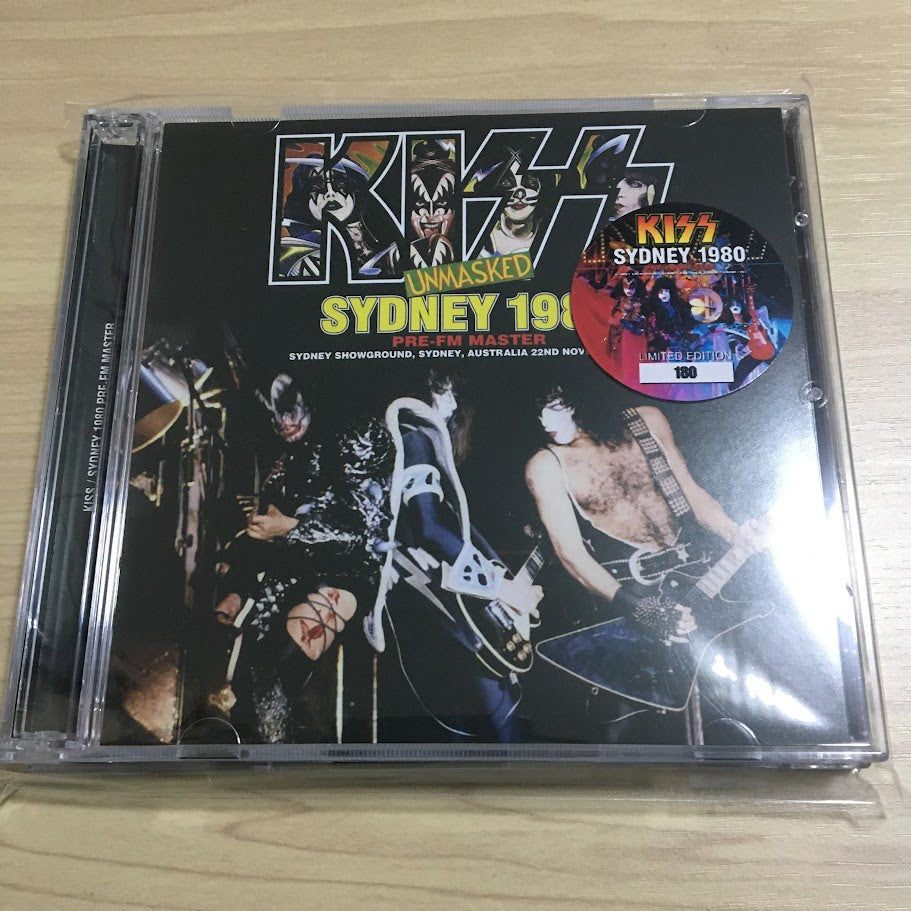 KISS
UNMASKED
SYDNEY 198
PRE-FM MASTER
SYDNEY SHOWGROUND, SYDNEY, AUSTRALIA 22ND NOV
KISS
SYDNEY 1980
LIMITED EDITION
180
KISS / SYDNEY 1980 PRE-FM MASTER